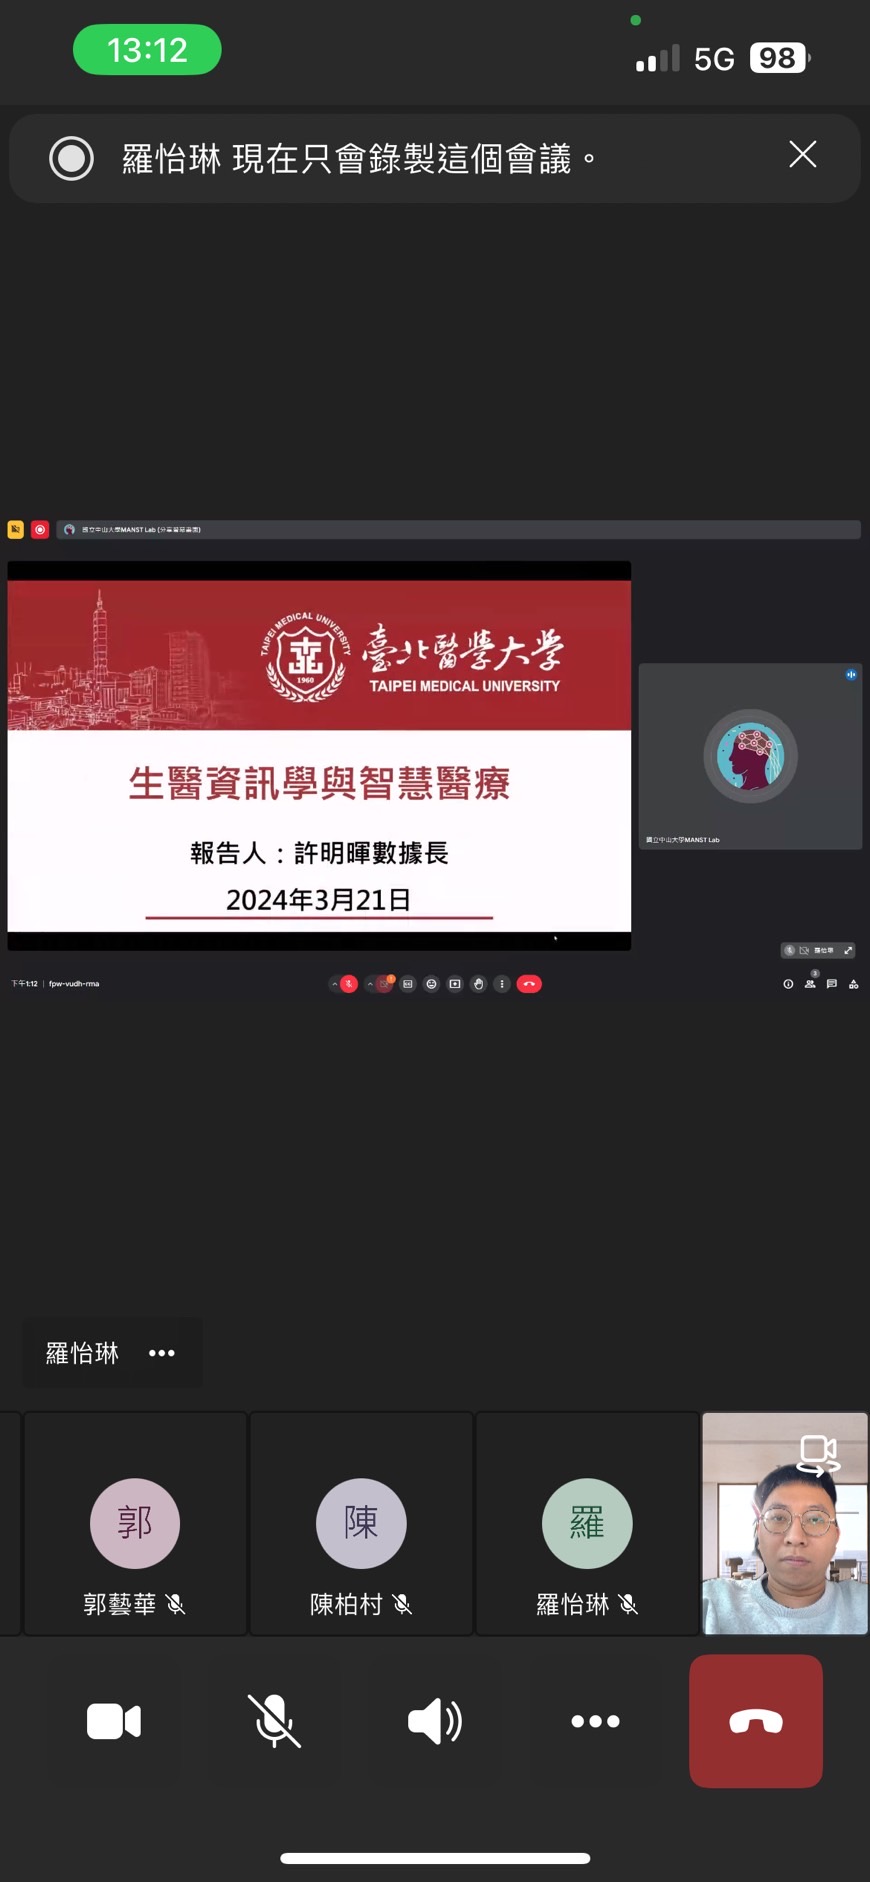 13:12
5G 98
羅怡琳 現在只會錄製這個會議。
國立中山大學MANST Lab (分享螢幕畫面)
TAIPEI MEDICAL UNIVERSITY
1960
臺北醫學大學
TAIPEI MEDICAL UNIVERSITY
生醫資訊學與智慧醫療
報告人：許明暉數據長
2024年3月21日
國立中山大學MANST Lab
羅怡琳
下午1:12 | fpw-vudh-rma
3
羅怡琳
郭
陳
羅
郭藝華
陳柏村
羅怡琳